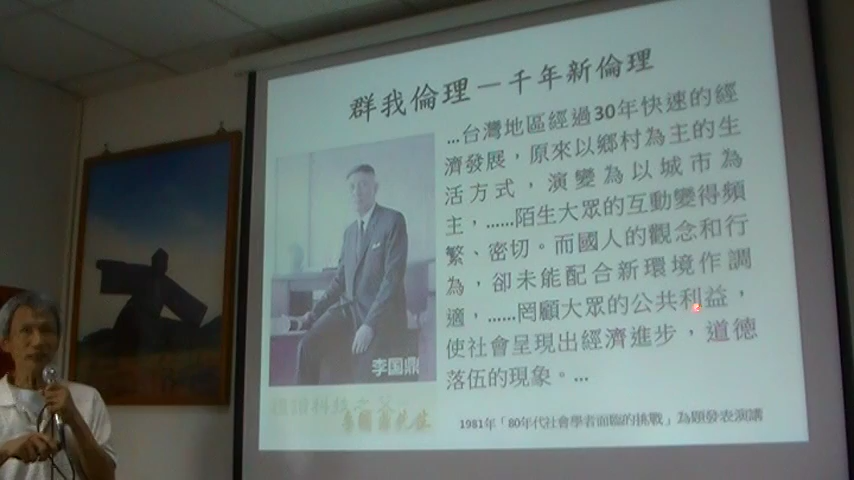 群我倫理－千年新倫理
...台灣地區經過30年快速的經
濟發展，原來以鄉村為主的生
活方式，演變為以城市為
主，......陌生大眾的互動變得頻
繁、密切。而國人的觀念和行
為，卻未能配合新環境作調
適，......罔顧大眾的公共利益，
使社會呈現出經濟進步，道德
落伍的現象。...
李国鼎
1981年「80年代社會學者面臨的挑戰」為題發表演講